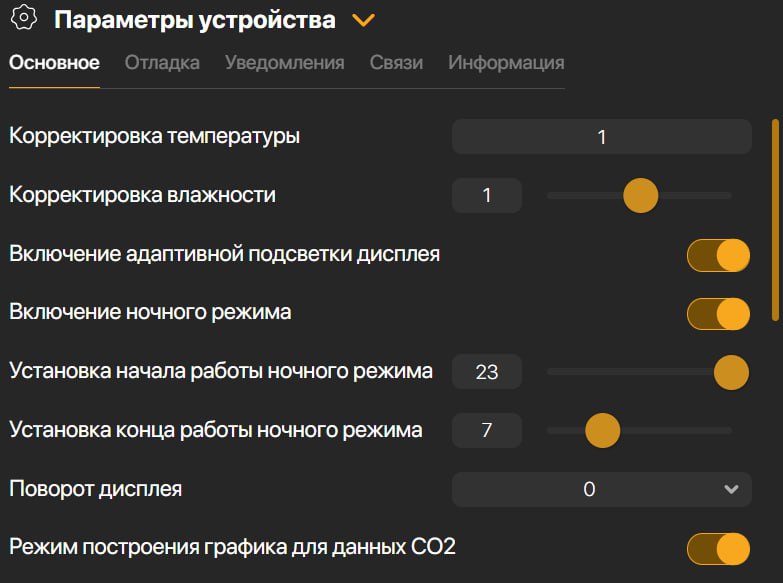 Параметры устройства
Основное Отладка Уведомления Связи Информация
Корректировка температуры 1
Корректировка влажности 1
Включение адаптивной подсветки дисплея
Включение ночного режима
Установка начала работы ночного режима 23
Установка конца работы ночного режима 7
Поворот дисплея 0
Режим построения графика для данных CO2